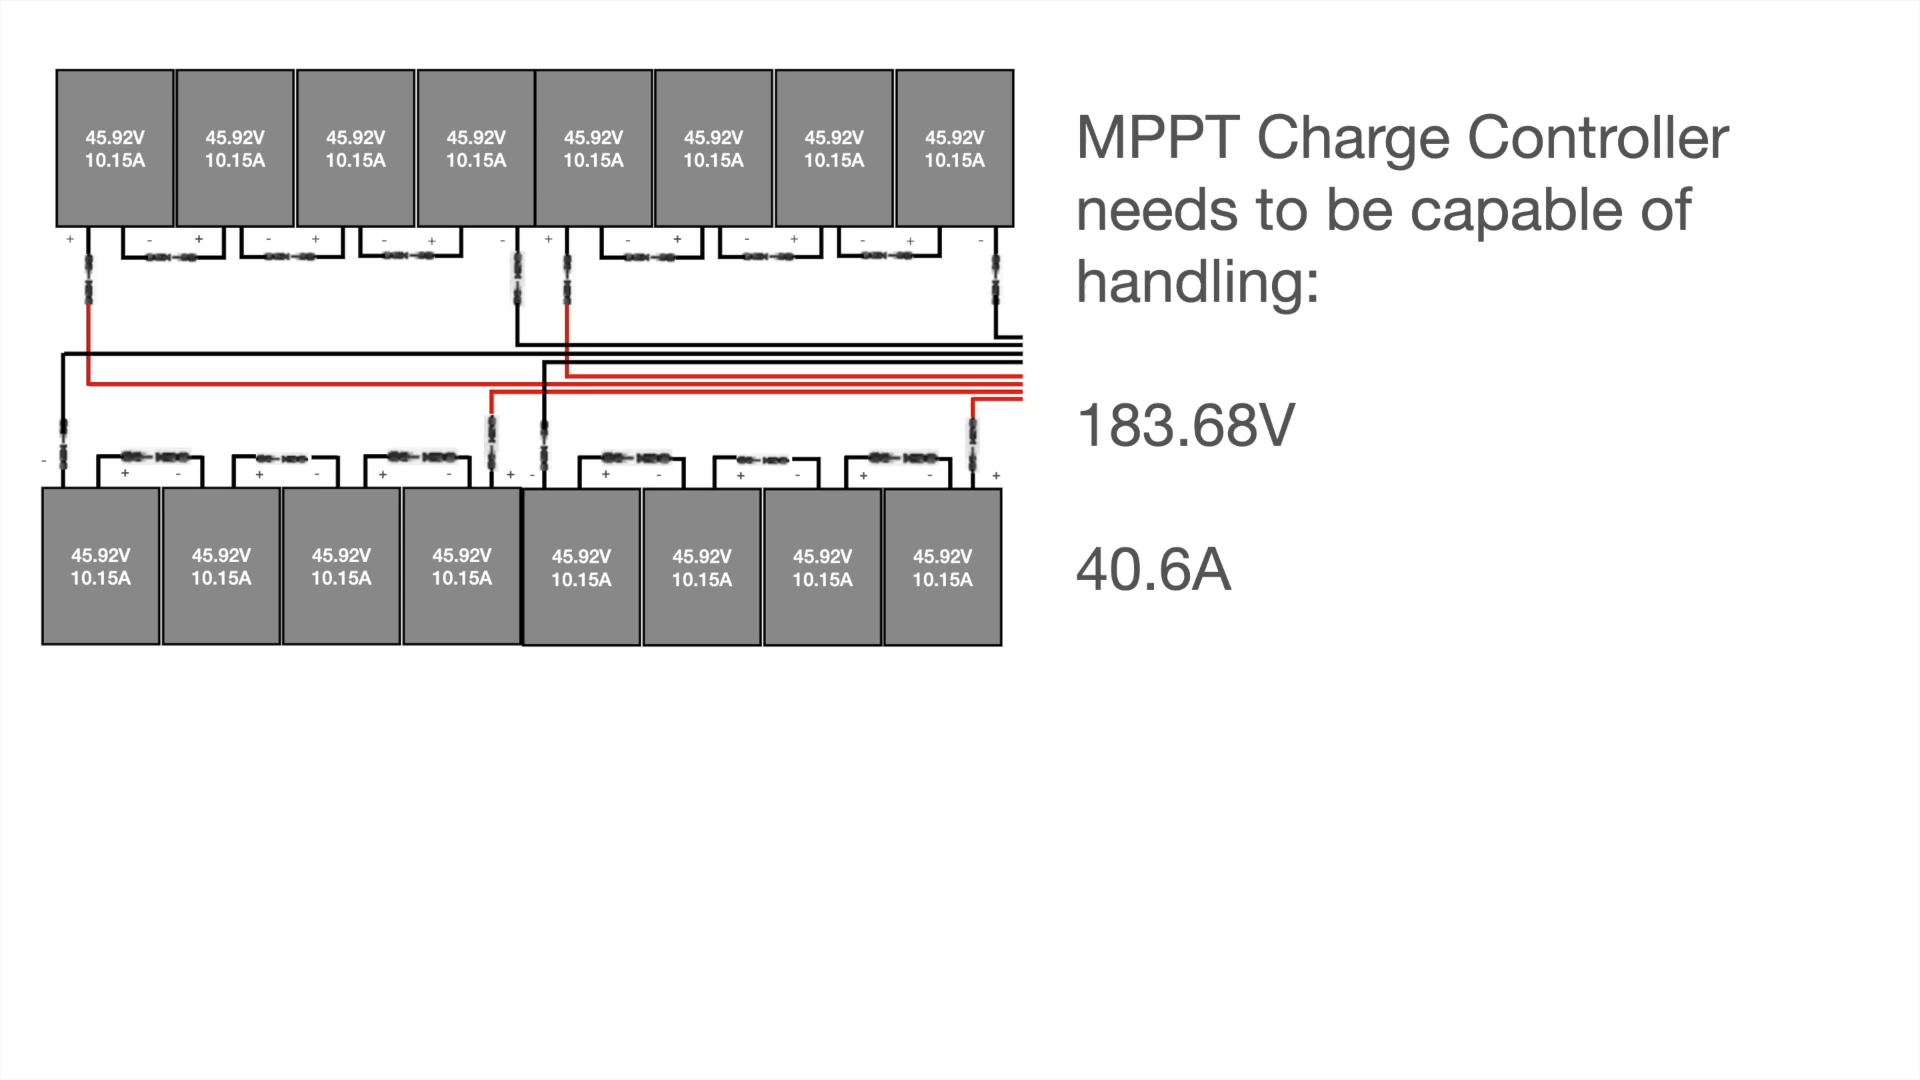 45.92V 45.92V 45.92V 45.92V 45.92V 45.92V 45.92V 45.92V
10.15A 10.15A 10.15A 10.15A 10.15A 10.15A 10.15A 10.15A
+ - + - + - + - + - + - + - + -
MPPT Charge Controller
needs to be capable of
handling:
183.68V
40.6A
- + - + - + - + - + - + - + - +
45.92V 45.92V 45.92V 45.92V 45.92V 45.92V 45.92V 45.92V
10.15A 10.15A 10.15A 10.15A 10.15A 10.15A 10.15A 10.15A